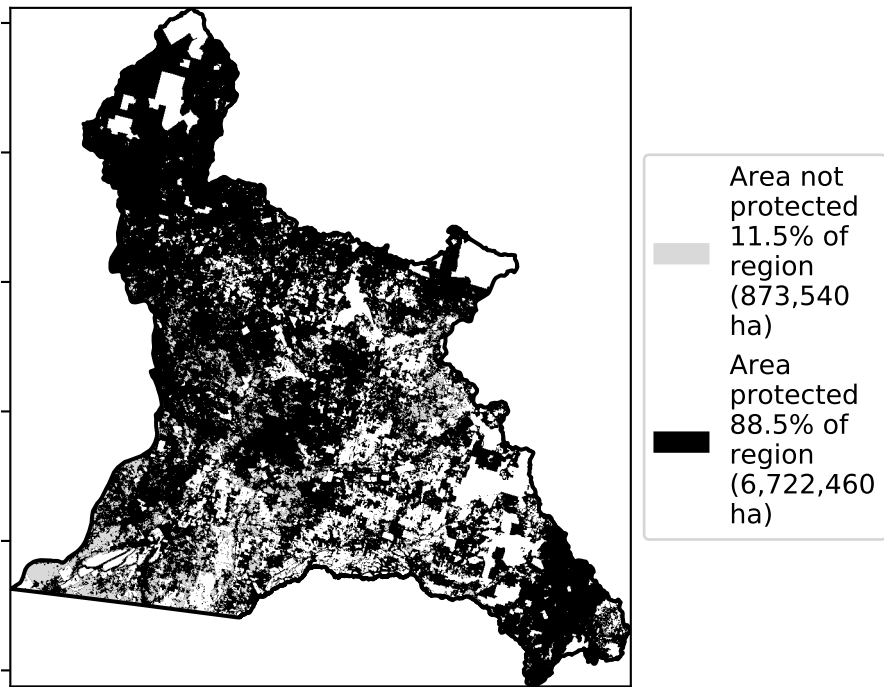 Area not
protected
11.5% of
region
(873,540
ha)
Area
protected
88.5% of
region
(6,722,460
ha)